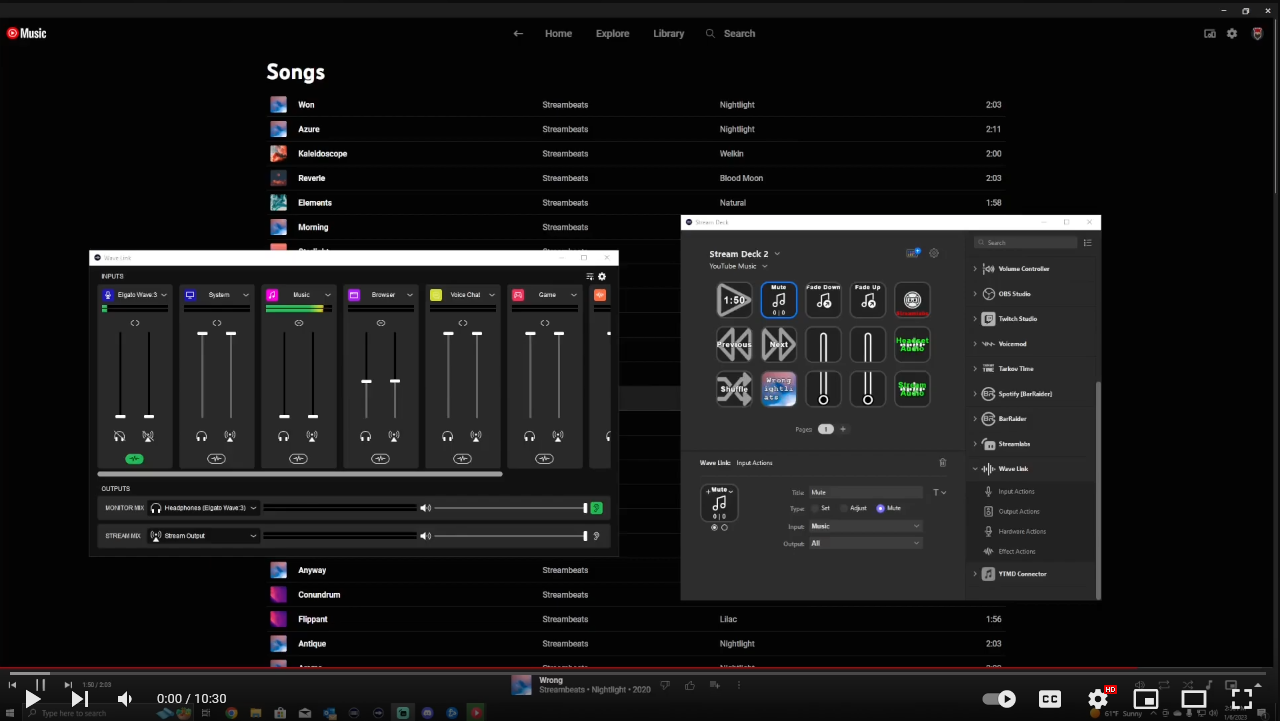 Music
Home Explore Library Search
Songs
Won Streambeats Nightlight 2:03
Azure Streambeats Nightlight 2:11
Kaleidoscope Streambeats Welkin 2:00
Reverie Streambeats Blood Moon 2:03
Elements Streambeats Natural 1:58
Morning Streambeats Nightlight
Wave Link
INPUTS
Elgato Wave:3 System Music Browser Voice Chat Game
OUTPUTS
MONITOR MIX Headphones (Elgato Wave:3)
STREAM MIX Stream Output
Stream Deck
Stream Deck 2
YouTube Music
1:50 Mute 0 | 0 Fade Down Fade Up
Previous Next Headset Audio
Shuffle Wrong Stream Audio
Pages 1 +
Wave Link: Input Actions
Mute
0 | 0
Title: Mute
Type: Set Adjust Mute
Input: Music
Output: All
Search
Volume Controller
OBS Studio
Twitch Studio
Voicemod
Tarkov Time
Spotify [BarRaider]
BarRaider
Streamlabs
Wave Link
Input Actions
Output Actions
Hardware Actions
Effect Actions
YTMD Connector
Anyway Streambeats
Conundrum Streambeats
Flippant Streambeats Lilac 1:56
Antique Streambeats Nightlight 2:03
1:50 / 2:03
Wrong
Streambeats • Nightlight • 2020
0:00 / 10:30
CC
HD
Type here to search
61°F Sunny
1/8/2023